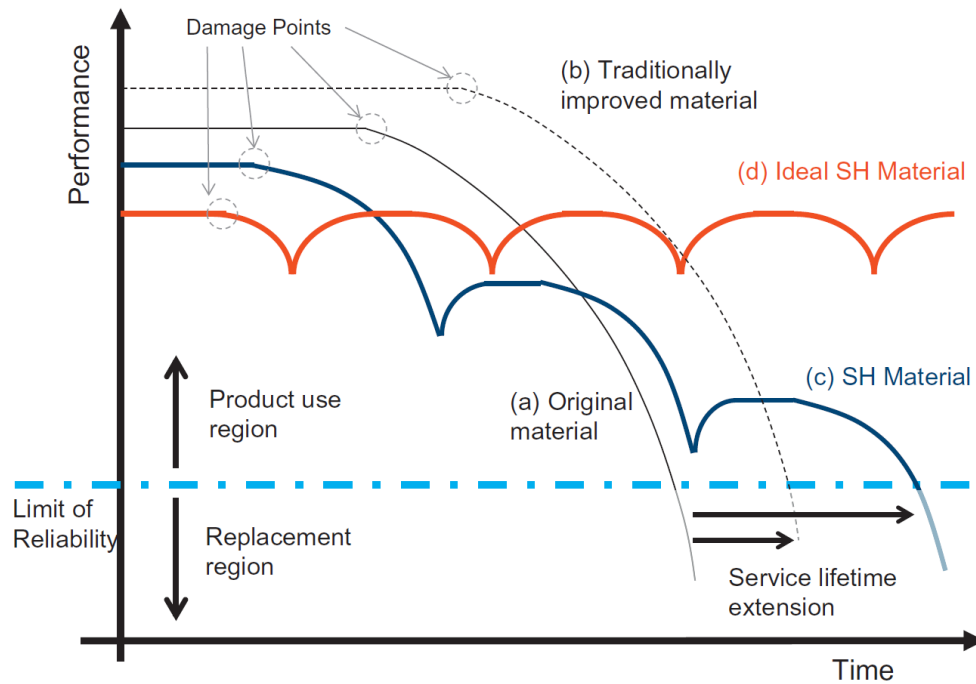 Damage Points
Performance
(b) Traditionally
improved material
(d) Ideal SH Material
(c) SH Material
(a) Original
material
Product use
region
Limit of
Reliability
Replacement
region
Service lifetime
extension
Time